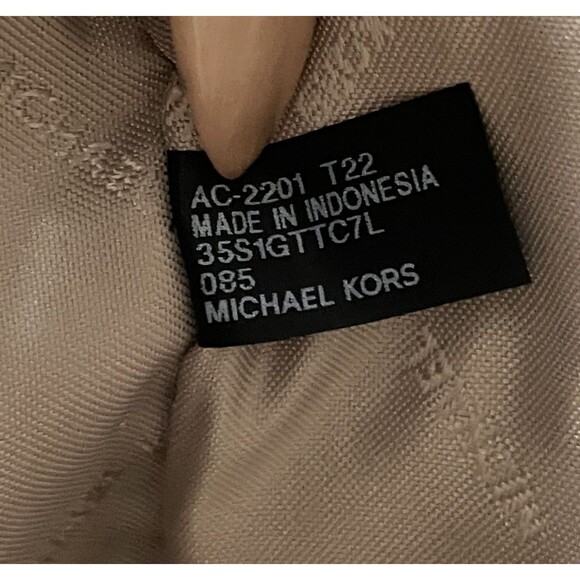 AC-2201 T22
MADE IN INDONESIA
35S1GTTC7L
085
MICHAEL KORS